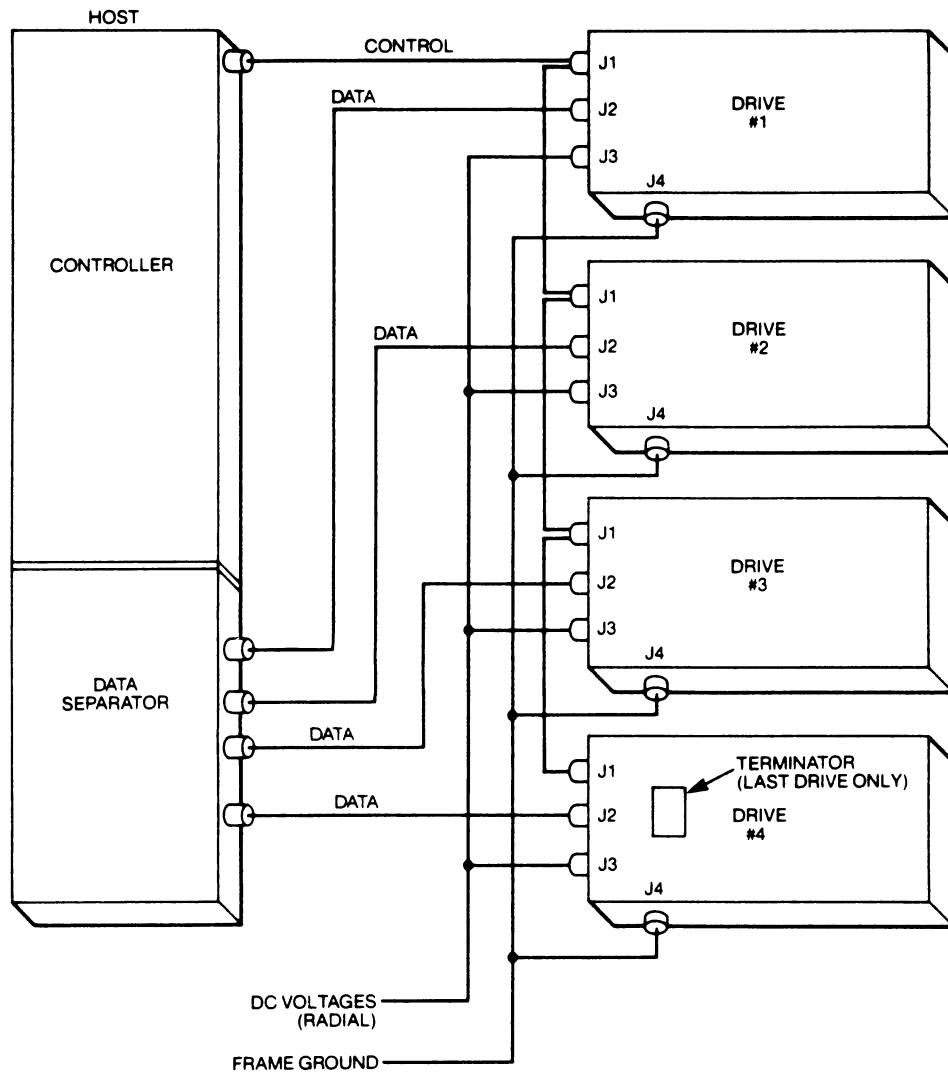 HOST
CONTROL
DATA
CONTROLLER
DATA
DATA
SEPARATOR
DATA
DATA
J1
J2
J3
J4
DRIVE
#1
J1
J2
J3
J4
DRIVE
#2
J1
J2
J3
J4
DRIVE
#3
J1
J2
J3
J4
TERMINATOR
(LAST DRIVE ONLY)
DRIVE
#4
DC VOLTAGES
(RADIAL)
FRAME GROUND